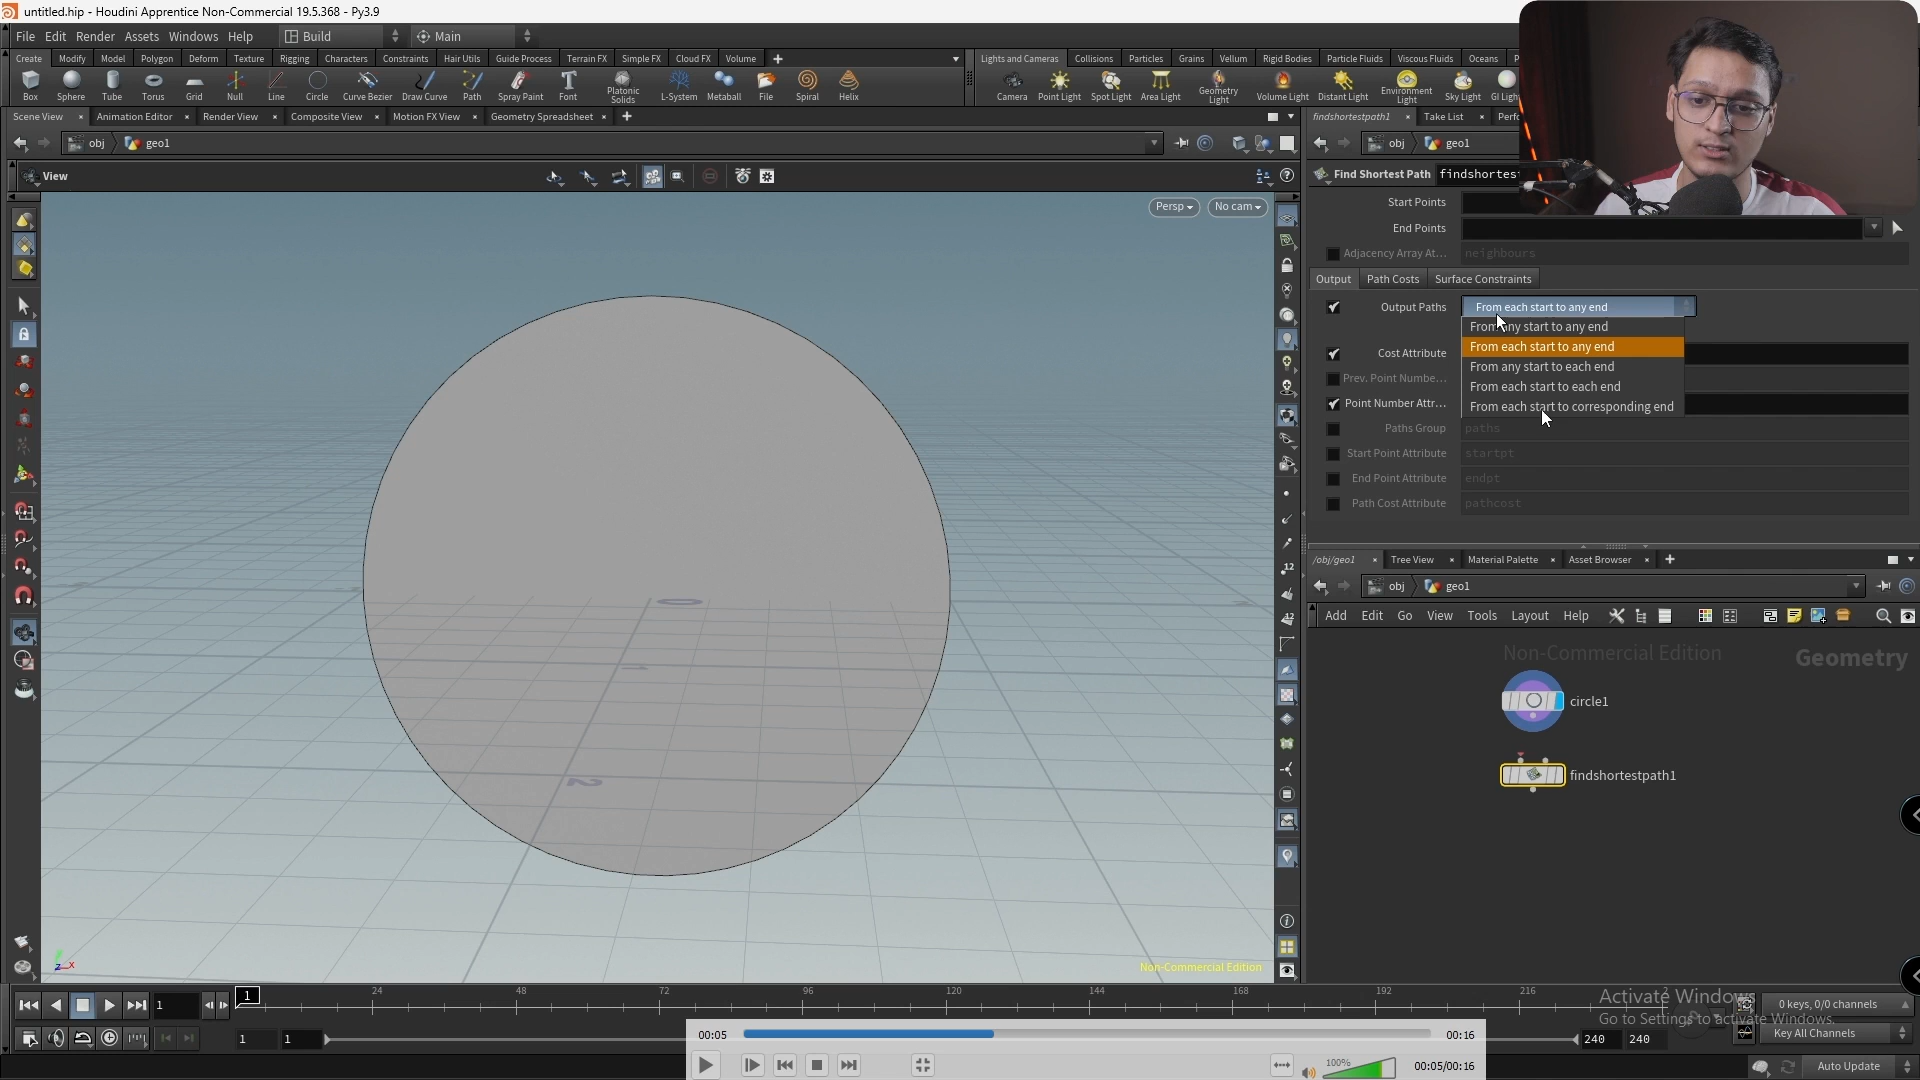 untitled.hip - Houdini Apprentice Non-Commercial 19.5.368 - Py3.9
File Edit Render Assets Windows Help Build Main
Create Modify Model Polygon Deform Texture Rigging Characters Constraints Hair Utils Guide Process Terrain FX Simple FX Cloud FX Volume
Lights and Cameras Collisions Particles Grains Vellum Rigid Bodies Particle Fluids Viscous Fluids Oceans
Box Sphere Tube Torus Grid Null Line Circle Curve Bezier Draw Curve Path Spray Paint Font Platonic Solids L-System Metaball File Spiral Helix
Camera Point Light Spot Light Area Light Geometry Light Volume Light Distant Light Environment Light Sky Light GI Light
Scene View Animation Editor Render View Composite View Motion FX View Geometry Spreadsheet
findshortestpath1 Take List Perf
obj geo1
obj geo1
View
Persp No cam
Find Shortest Path findshortest
Start Points
End Points
Adjacency Array At... neighbours
Output Path Costs Surface Constraints
Output Paths From each start to any end
From any start to any end
Cost Attribute From each start to any end
From any start to each end
Prev. Point Numbe... From each start to each end
Point Number Attr... From each start to corresponding end
Paths Group paths
Start Point Attribute startpt
End Point Attribute endpt
Path Cost Attribute pathcost
/obj/geo1 Tree View Material Palette Asset Browser
obj geo1
Add Edit Go View Tools Layout Help
Non-Commercial Edition Geometry
circle1
findshortestpath1
0
1
2
z x
Non-Commercial Edition
1 1 24 48 72 96 120 144 168 192 216
Activate Windows
Go to Settings to activate Windows.
0 keys, 0/0 channels
Key All Channels
1 1 240 240
00:05 00:16
100% 00:05/00:16
Auto Update